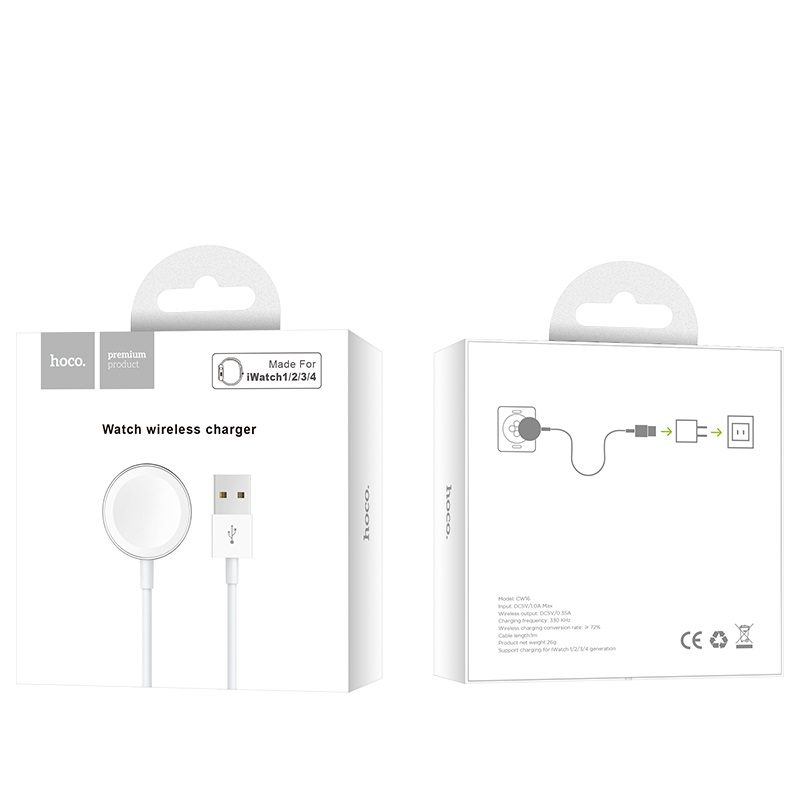 hoco.
premium
product
Made For
iWatch1/2/3/4
Watch wireless charger
hoco.
hoco.
Model: CW16
Input: DC5V/1.0A Max
Wireless output: DC5V/0.35A
Charging frequency: 330 KHz
Wireless charging conversion rate: ≥ 72%
Cable length:1m
Product net weight:26g
Support charging for iWatch 1/2/3/4 generation
CE